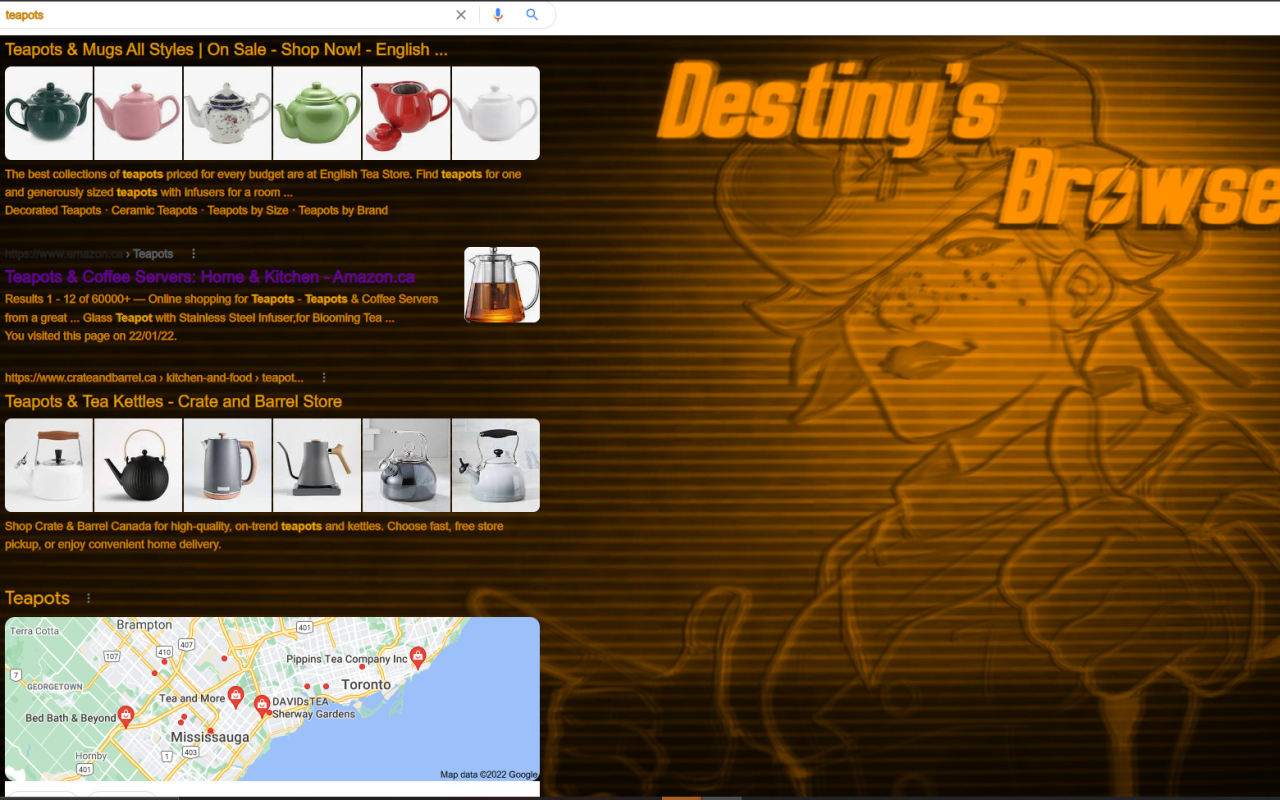 teapots
Teapots & Mugs All Styles | On Sale - Shop Now! - English ...
The best collections of teapots priced for every budget are at English Tea Store. Find teapots for one
and generously sized teapots with infusers for a room ...
Decorated Teapots · Ceramic Teapots · Teapots by Size · Teapots by Brand
https://www.amazon.ca › Teapots
Teapots & Coffee Servers: Home & Kitchen - Amazon.ca
Results 1 - 12 of 60000+ — Online shopping for Teapots - Teapots & Coffee Servers
from a great ... Glass Teapot with Stainless Steel Infuser,for Blooming Tea ...
You visited this page on 22/01/22.
https://www.crateandbarrel.ca › kitchen-and-food › teapot...
Teapots & Tea Kettles - Crate and Barrel Store
Shop Crate & Barrel Canada for high-quality, on-trend teapots and kettles. Choose fast, free store
pickup, or enjoy convenient home delivery.
Teapots
Terra Cotta
Brampton
401
410
407
107
7
GEORGETOWN
Pippins Tea Company Inc
Toronto
Tea and More
DAVIDsTEA -
Sherway Gardens
Bed Bath & Beyond
Mississauga
Hornby
1
403
401
Map data ©2022 Google
Destiny's
Browse